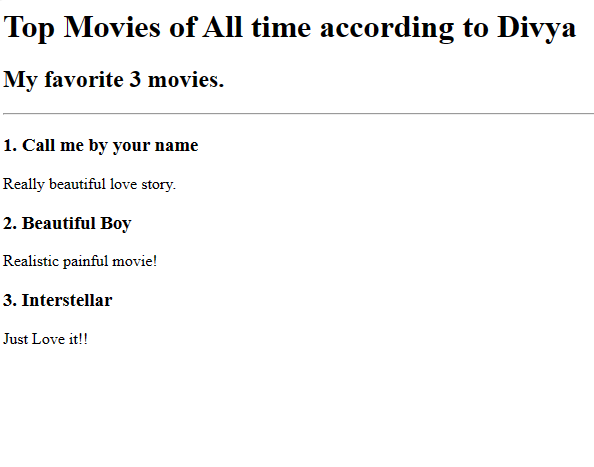 Top Movies of All time according to Divya
My favorite 3 movies.
1. Call me by your name
Really beautiful love story.
2. Beautiful Boy
Realistic painful movie!
3. Interstellar
Just Love it!!